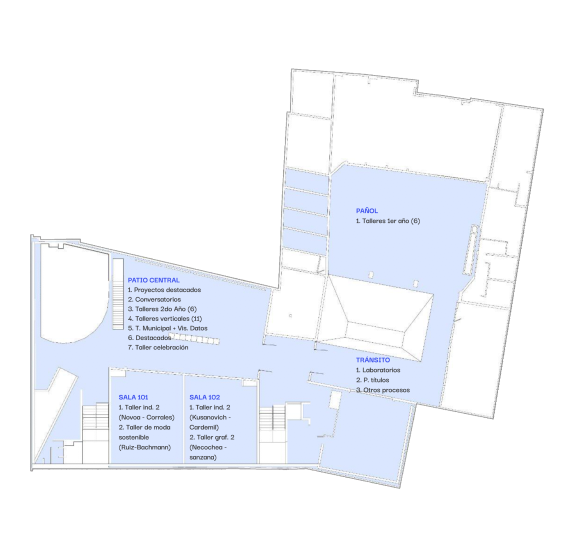 PAÑOL
1. Talleres 1er año (6)
PATIO CENTRAL
1. Proyectos destacados
2. Conversatorios
3. Talleres 2do Año (6)
4. Talleres verticales (11)
5. T. Municipal + Vis. Datos
6. Destacados
7. Taller celebración
TRÁNSITO
1. Laboratorios
2. P. títulos
3. Otros procesos
SALA 101
1. Taller ind. 2
(Novoa - Corrales)
2. Taller de moda
sostenible
(Ruiz-Bachmann)
SALA 102
1. Taller ind. 2
(Kusanovich -
Cardemil)
2. Taller graf. 2
(Necochea -
sanzana)